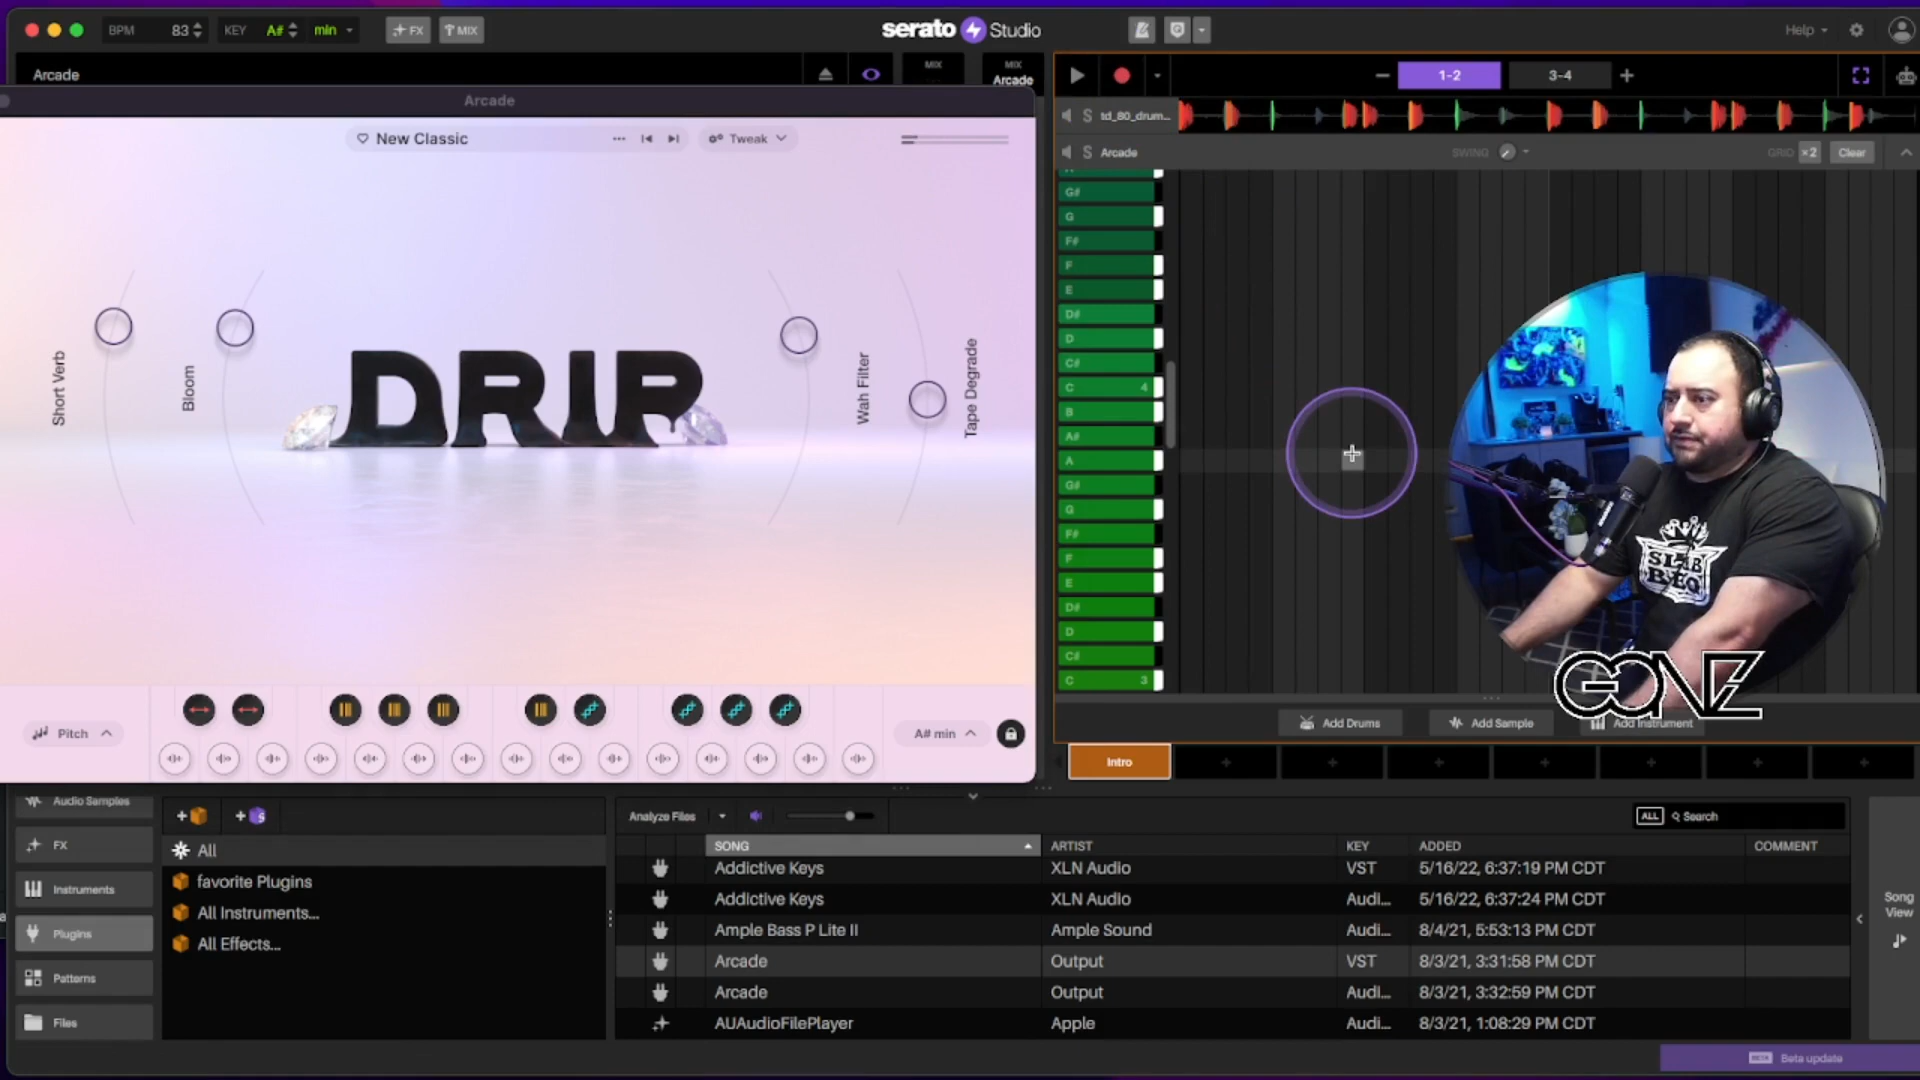 BPM 83 KEY A# min FX MIX serato Studio Help
Arcade MIX MIX Arcade 1-2 3-4
Arcade
New Classic Tweak
S td_80_drum...
S Arcade SWING GRID ×2 Clear
G#
G
F#
F
E
D#
D
C#
C 4
B
A#
A
G#
G
F#
F
E
D#
D
C#
C 3
Short Verb
Bloom
DRIP
Wah Filter
Tape Degrade
SLAB
BBQ
GONZ
Pitch A# min
Add Drums Add Sample Add Instrument
Intro
Audio Samples
FX
Instruments
Plugins
Patterns
Files
All
favorite Plugins
All Instruments...
All Effects...
Analyze Files ALL Search
SONG ARTIST KEY ADDED COMMENT
Addictive Keys XLN Audio VST 5/16/22, 6:37:19 PM CDT
Addictive Keys XLN Audio Audi... 5/16/22, 6:37:24 PM CDT
Ample Bass P Lite II Ample Sound Audi... 8/4/21, 5:53:13 PM CDT
Arcade Output VST 8/3/21, 3:31:58 PM CDT
Arcade Output Audi... 8/3/21, 3:32:59 PM CDT
AUAudioFilePlayer Apple Audi... 8/3/21, 1:08:29 PM CDT
Song
View
BETA Beta update